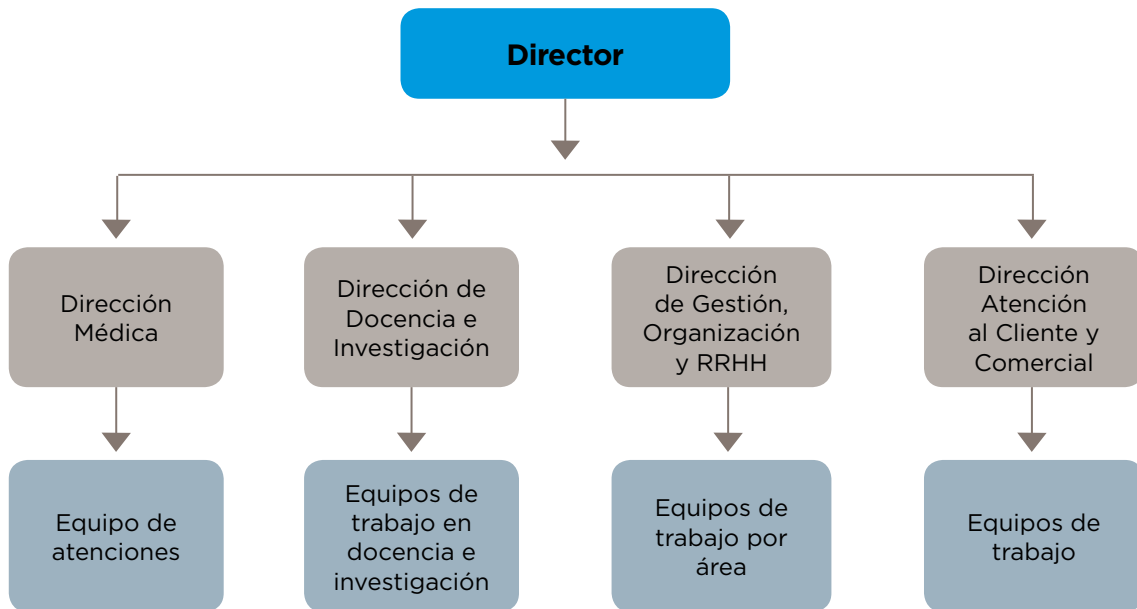 Director
Dirección
Médica
Dirección de
Docencia e
Investigación
Dirección
de Gestión,
Organización
y RRHH
Dirección
Atención
al Cliente y
Comercial
Equipo de
atenciones
Equipos de
trabajo en
docencia e
investigación
Equipos de
trabajo por
área
Equipos de
trabajo